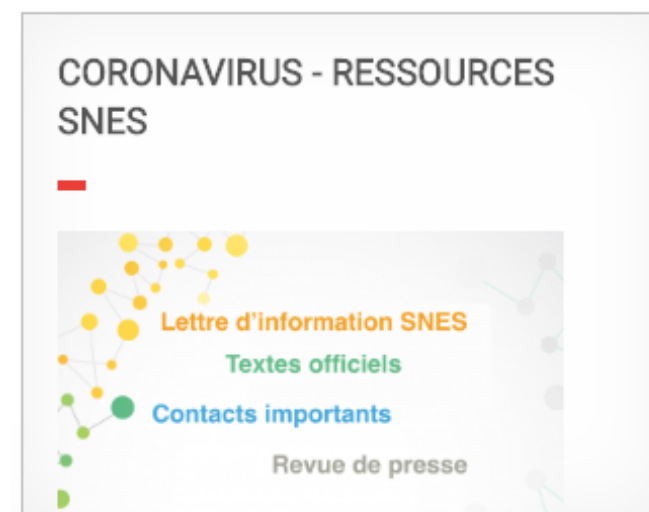 CORONAVIRUS - RESSOURCES
SNES
Lettre d'information SNES
Textes officiels
Contacts importants
Revue de presse